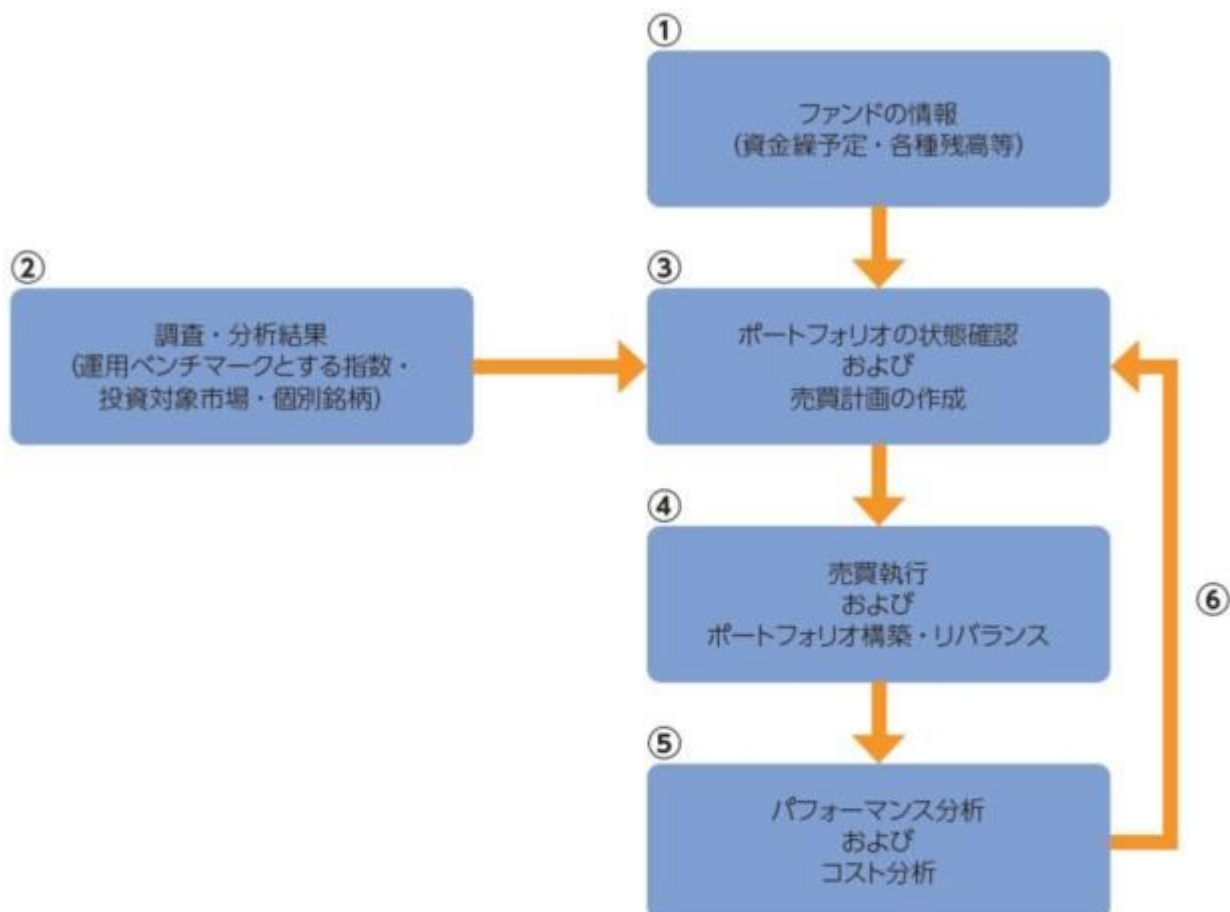 ①
ファンドの情報
(資金繰予定・各種残高等)
②
調査・分析結果
(運用ベンチマークとする指数・
投資対象市場・個別銘柄)
③
ポートフォリオの状態確認
および
売買計画の作成
④
売買執行
および
ポートフォリオ構築・リバランス
⑤
パフォーマンス分析
および
コスト分析
⑥